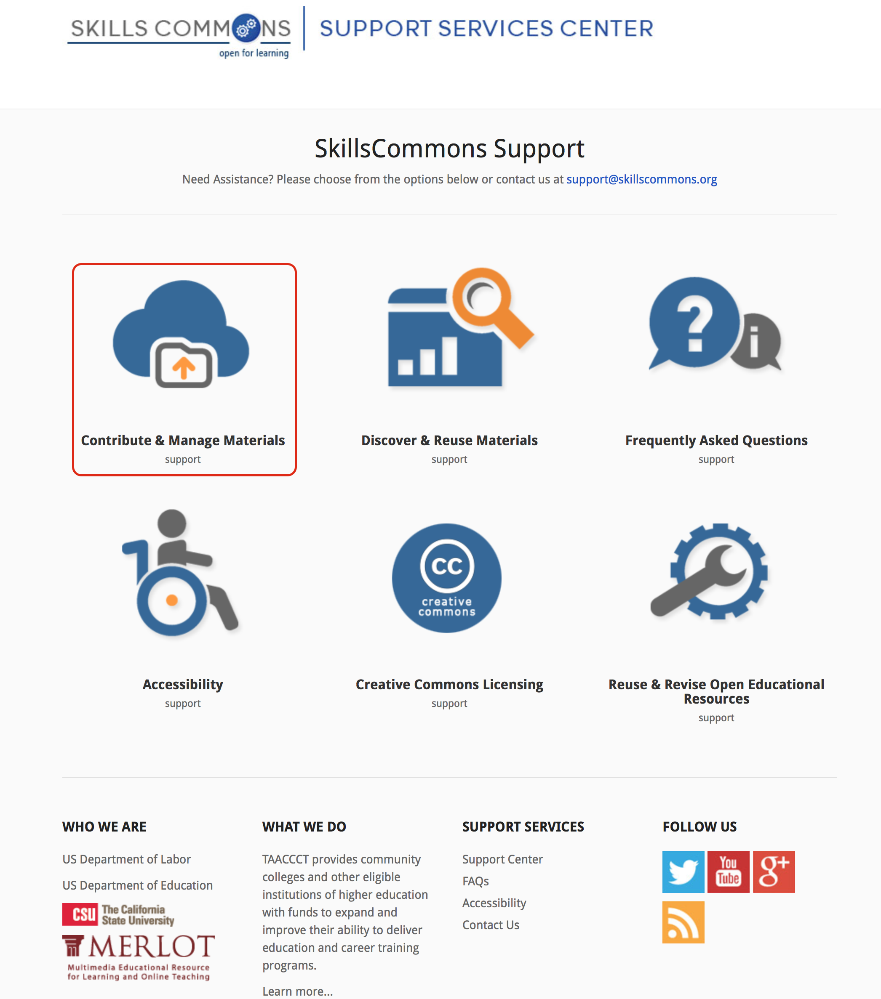 SKILLS COMMONS
open for learning
SUPPORT SERVICES CENTER
SkillsCommons Support
Need Assistance? Please choose from the options below or contact us at support@skillscommons.org
Contribute & Manage Materials
support
Discover & Reuse Materials
support
?
i
Frequently Asked Questions
support
Accessibility
support
cc
creative
commons
Creative Commons Licensing
support
Reuse & Revise Open Educational
Resources
support
WHO WE ARE
US Department of Labor
US Department of Education
CSU The California
State University
MERLOT
Multimedia Educational Resource
for Learning and Online Teaching
WHAT WE DO
TAACCCT provides community
colleges and other eligible
institutions of higher education
with funds to expand and
improve their ability to deliver
education and career training
programs.
Learn more...
SUPPORT SERVICES
Support Center
FAQs
Accessibility
Contact Us
FOLLOW US
You
Tube
g+